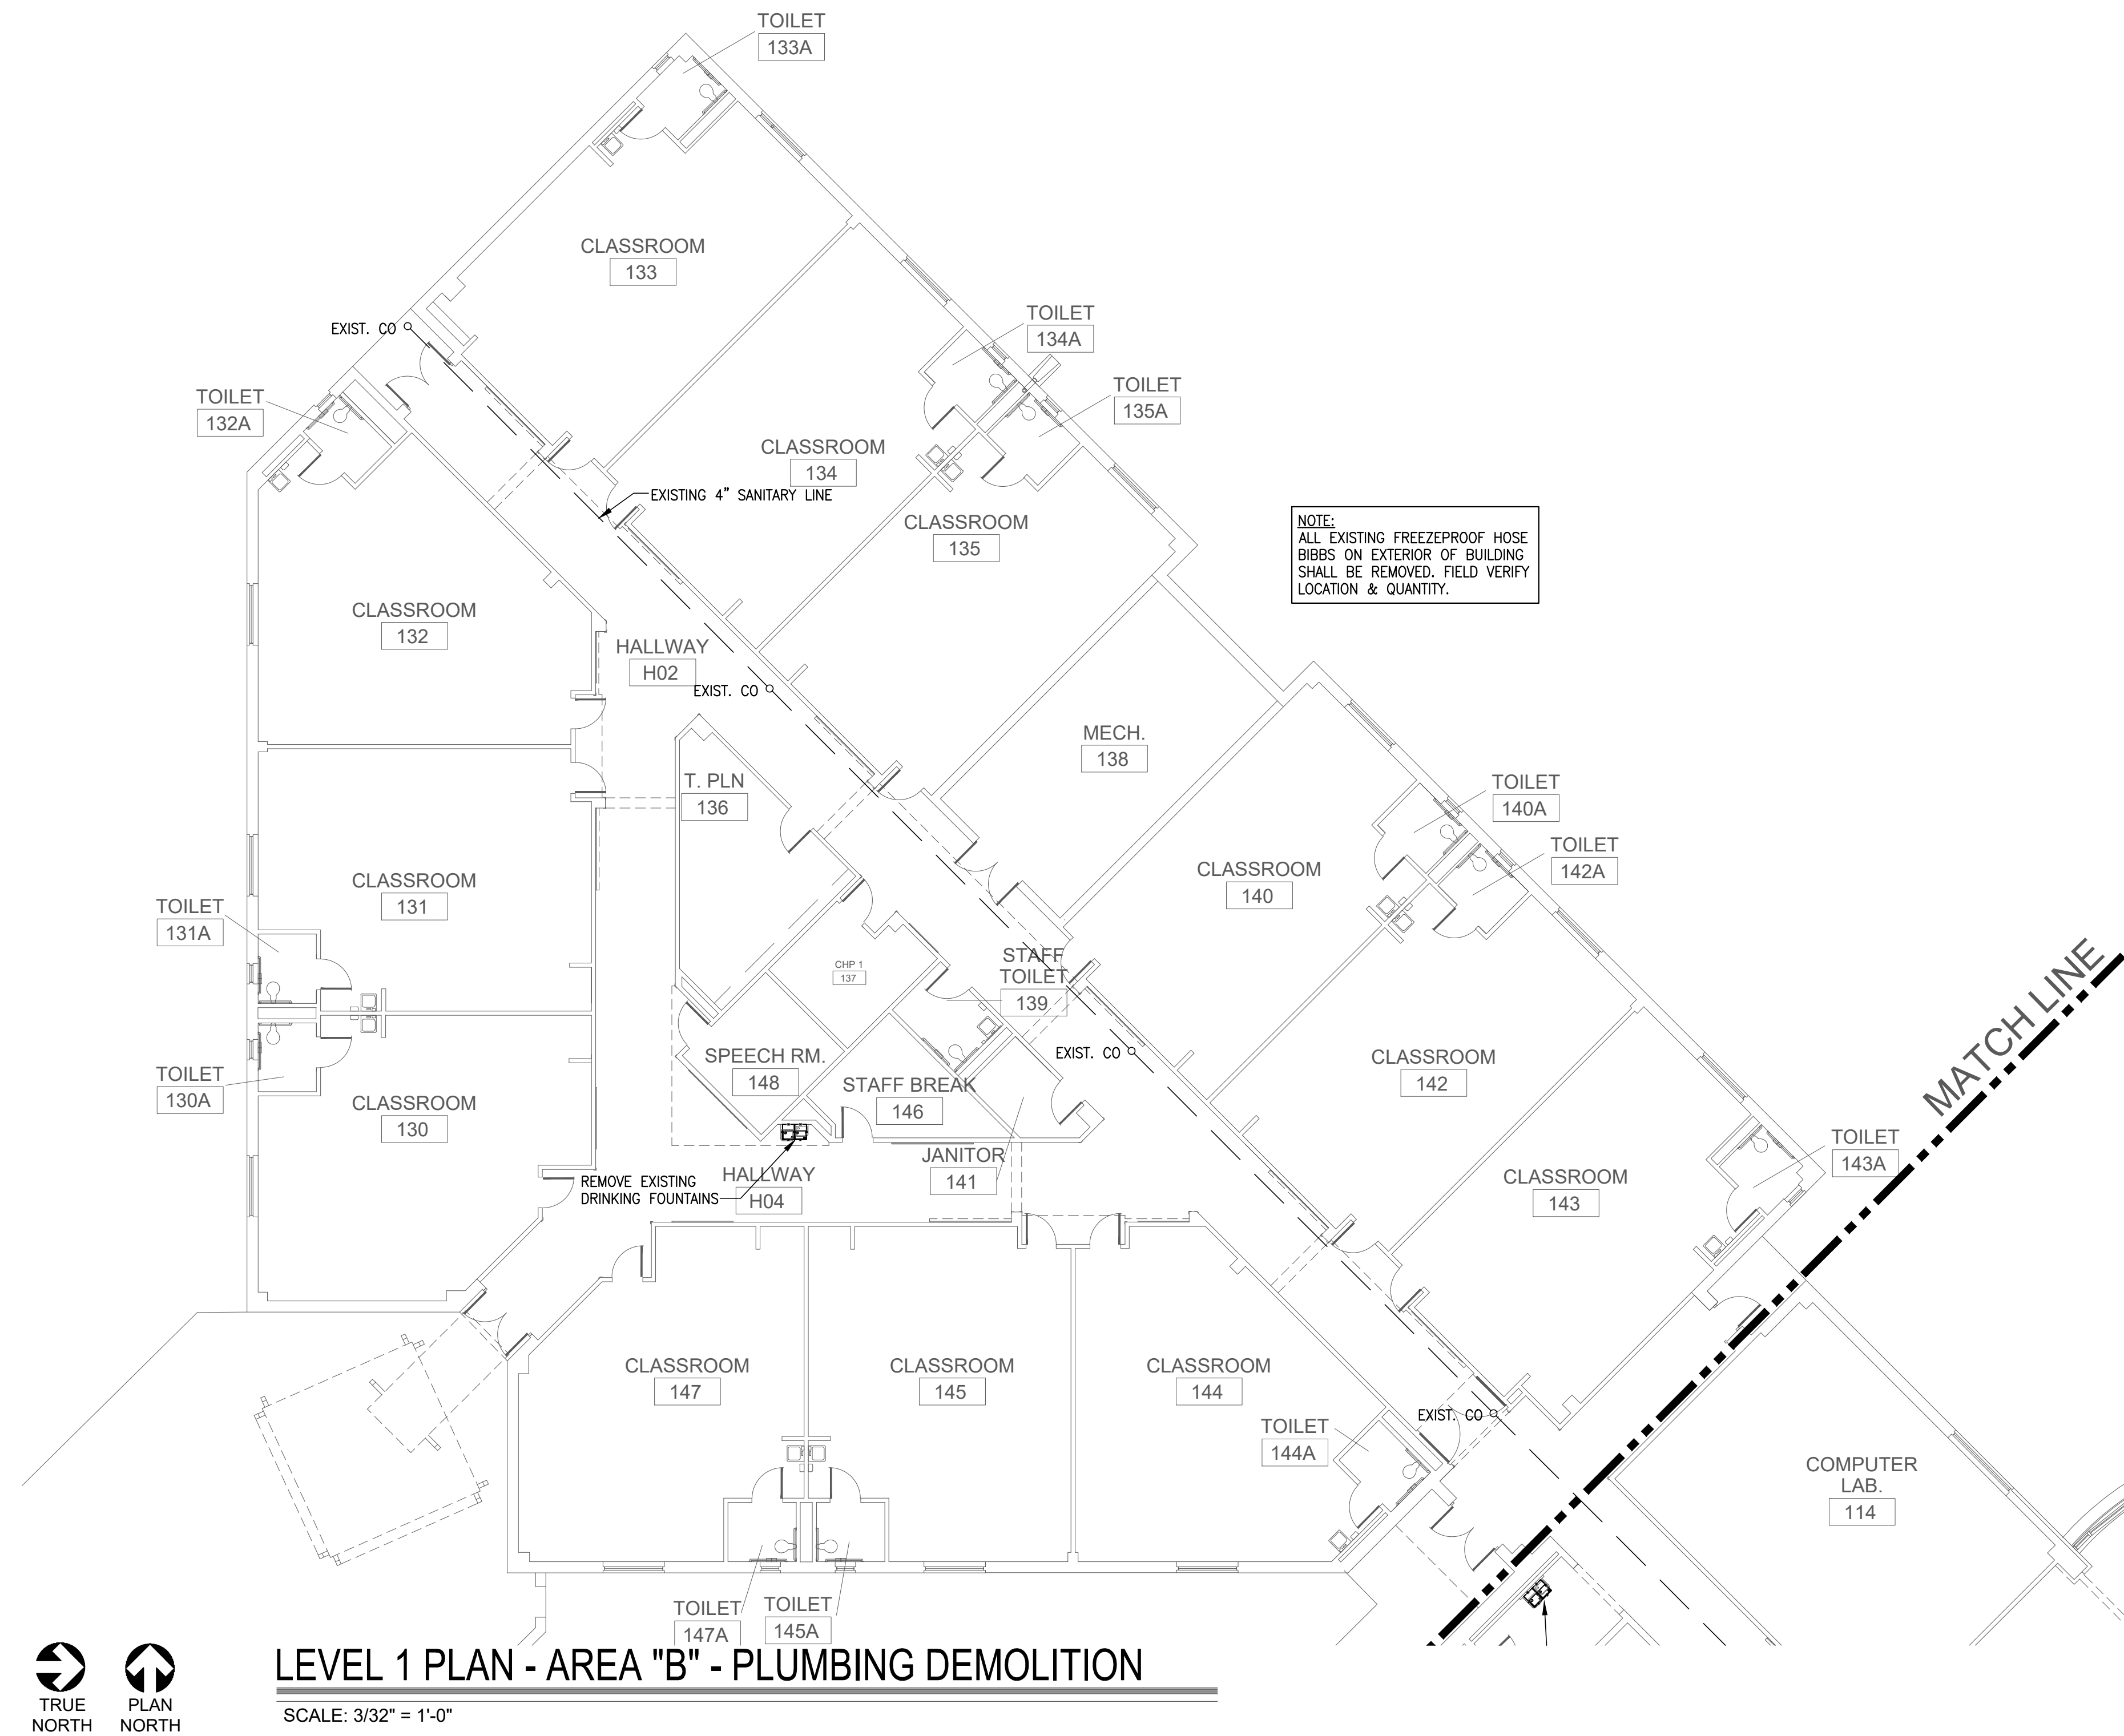 TOILET
133A
CLASSROOM
133
EXIST. CO
TOILET
134A
TOILET
135A
TOILET
132A
CLASSROOM
134
EXISTING 4" SANITARY LINE
CLASSROOM
135
NOTE:
ALL EXISTING FREEZEPROOF HOSE
BIBBS ON EXTERIOR OF BUILDING
SHALL BE REMOVED. FIELD VERIFY
LOCATION & QUANTITY.
CLASSROOM
132
HALLWAY
H02
EXIST. CO
MECH.
138
T. PLN
136
TOILET
140A
TOILET
142A
CLASSROOM
140
CLASSROOM
131
TOILET
131A
CHP 1
137
STAFF
TOILET
139
MATCH LINE
EXIST. CO
SPEECH RM.
148
STAFF BREAK
146
CLASSROOM
142
TOILET
130A
CLASSROOM
130
TOILET
143A
JANITOR
141
CLASSROOM
143
REMOVE EXISTING
DRINKING FOUNTAINS
HALLWAY
H04
CLASSROOM
147
CLASSROOM
145
CLASSROOM
144
EXIST. CO
TOILET
144A
COMPUTER
LAB.
114
TOILET
147A
TOILET
145A
LEVEL 1 PLAN - AREA "B" - PLUMBING DEMOLITION
SCALE: 3/32" = 1'-0"
TRUE
NORTH
PLAN
NORTH